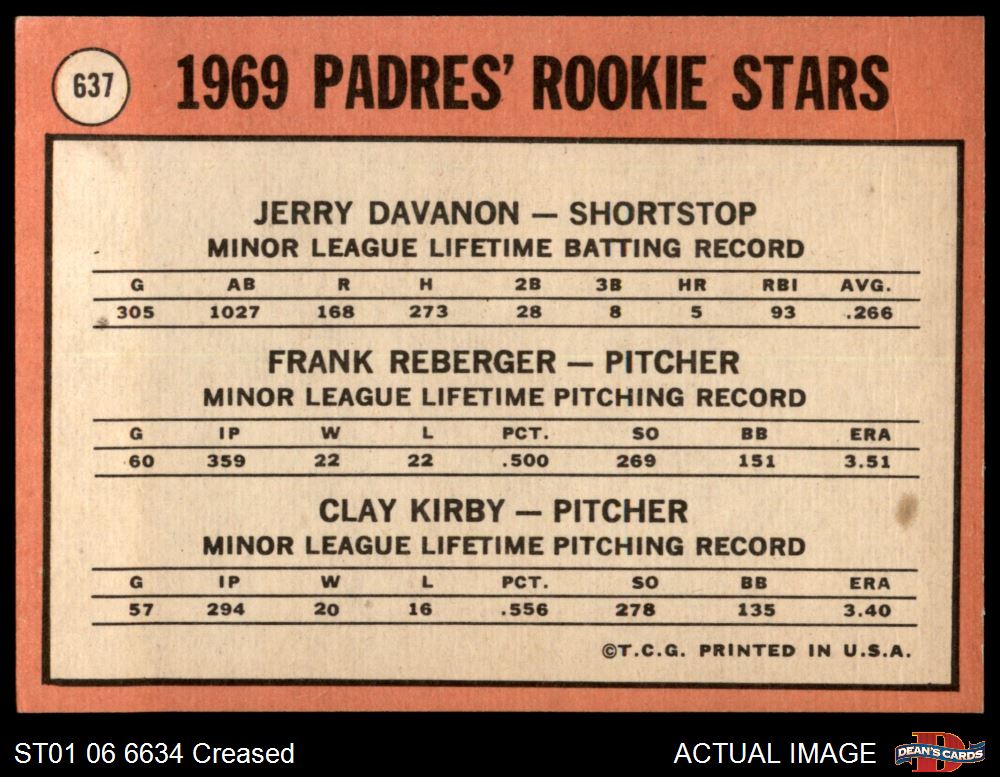 637
1969 PADRES' ROOKIE STARS
JERRY DAVANON — SHORTSTOP
MINOR LEAGUE LIFETIME BATTING RECORD
G AB R H 2B 3B HR RBI AVG.
305 1027 168 273 28 8 5 93 .266
FRANK REBERGER — PITCHER
MINOR LEAGUE LIFETIME PITCHING RECORD
G IP W L PCT. SO BB ERA
60 359 22 22 .500 269 151 3.51
CLAY KIRBY — PITCHER
MINOR LEAGUE LIFETIME PITCHING RECORD
G IP W L PCT. SO BB ERA
57 294 20 16 .556 278 135 3.40
©T.C.G. PRINTED IN U.S.A.
ST01 06 6634 Creased
ACTUAL IMAGE
D
DEAN'S CARDS